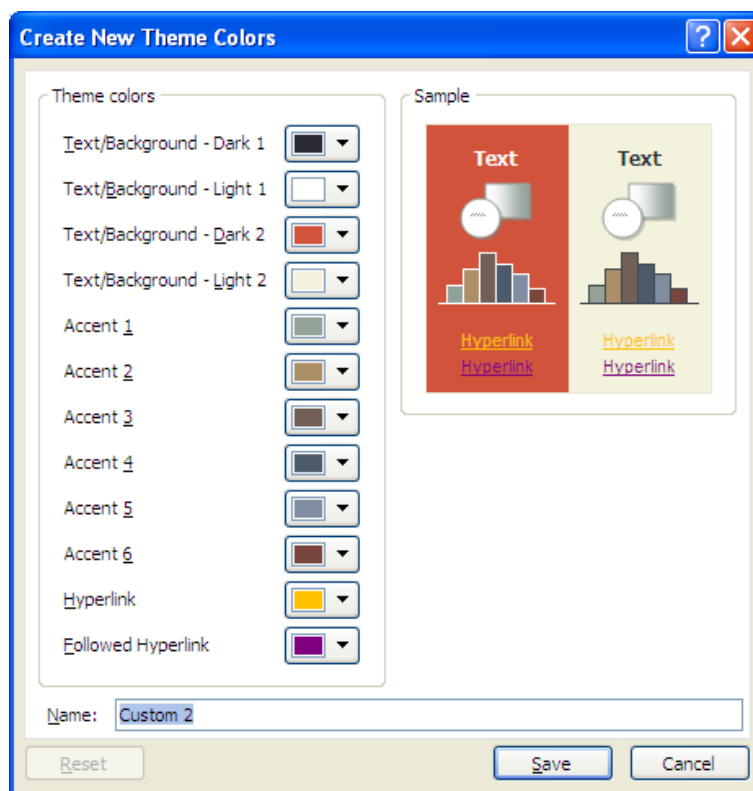 Create New Theme Colors
Theme colors
Text/Background - Dark 1
Text/Background - Light 1
Text/Background - Dark 2
Text/Background - Light 2
Accent 1
Accent 2
Accent 3
Accent 4
Accent 5
Accent 6
Hyperlink
Followed Hyperlink
Sample
Text Text
Hyperlink Hyperlink
Hyperlink Hyperlink
Name: Custom 2
Reset Save Cancel